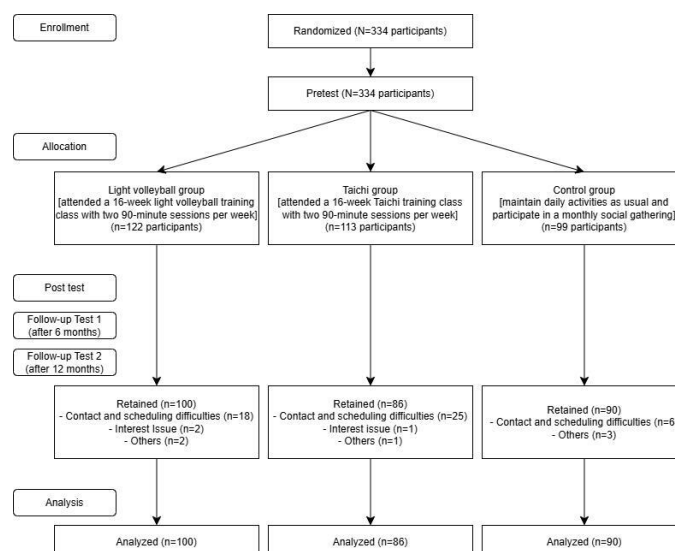 Enrollment
Randomized (N=334 participants)
Pretest (N=334 participants)
Allocation
Light volleyball group
[attended a 16-week light volleyball training
class with two 90-minute sessions per week]
(n=122 participants)
Taichi group
[attended a 16-week Taichi training class
with two 90-minute sessions per week]
(n=113 participants)
Control group
[maintain daily activities as usual and
participate in a monthly social gathering]
(n=99 participants)
Post test
Follow-up Test 1
(after 6 months)
Follow-up Test 2
(after 12 months)
Retained (n=100)
- Contact and scheduling difficulties (n=18)
- Interest Issue (n=2)
- Others (n=2)
Retained (n=86)
- Contact and scheduling difficulties (n=25)
- Interest Issue (n=1)
- Others (n=1)
Retained (n=90)
- Contact and scheduling difficulties (n=6)
- Others (n=3)
Analysis
Analyzed (n=100)
Analyzed (n=86)
Analyzed (n=90)